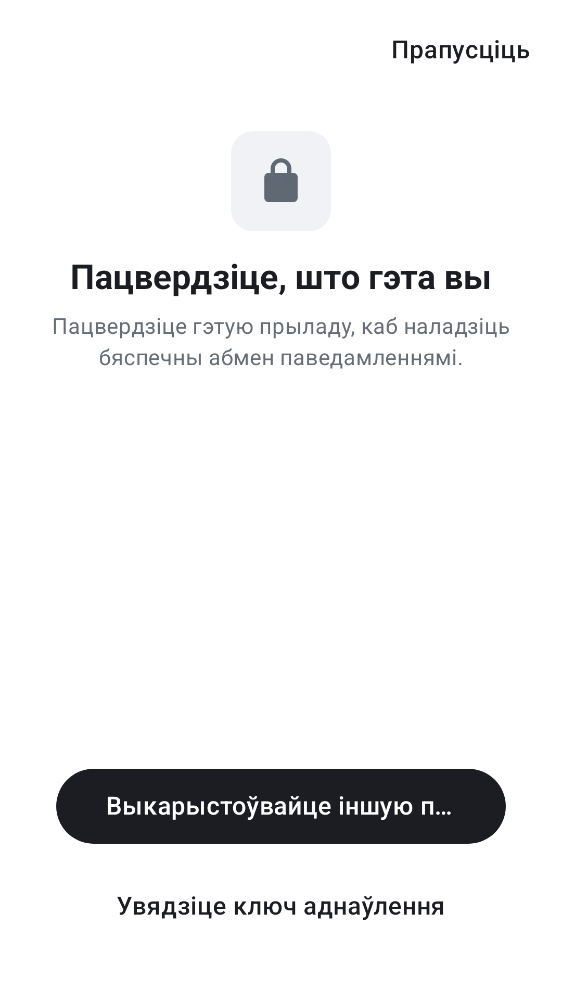 Прапусціць
Пацвердзіце, што гэта вы
Пацвердзіце гэтую прыладу, каб наладзіць
бяспечны абмен паведамленнямі.
Выкарыстоўвайце іншую п…
Увядзіце ключ аднаўлення